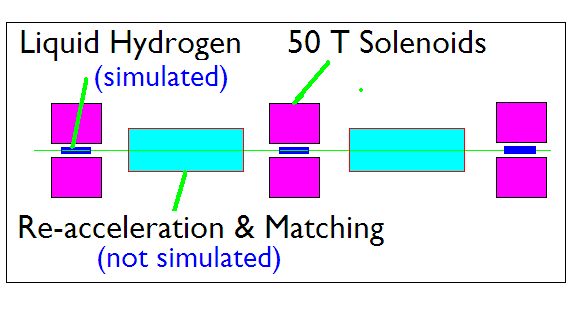 Liquid Hydrogen
(simulated)
50 T Solenoids
Re-acceleration & Matching
(not simulated)